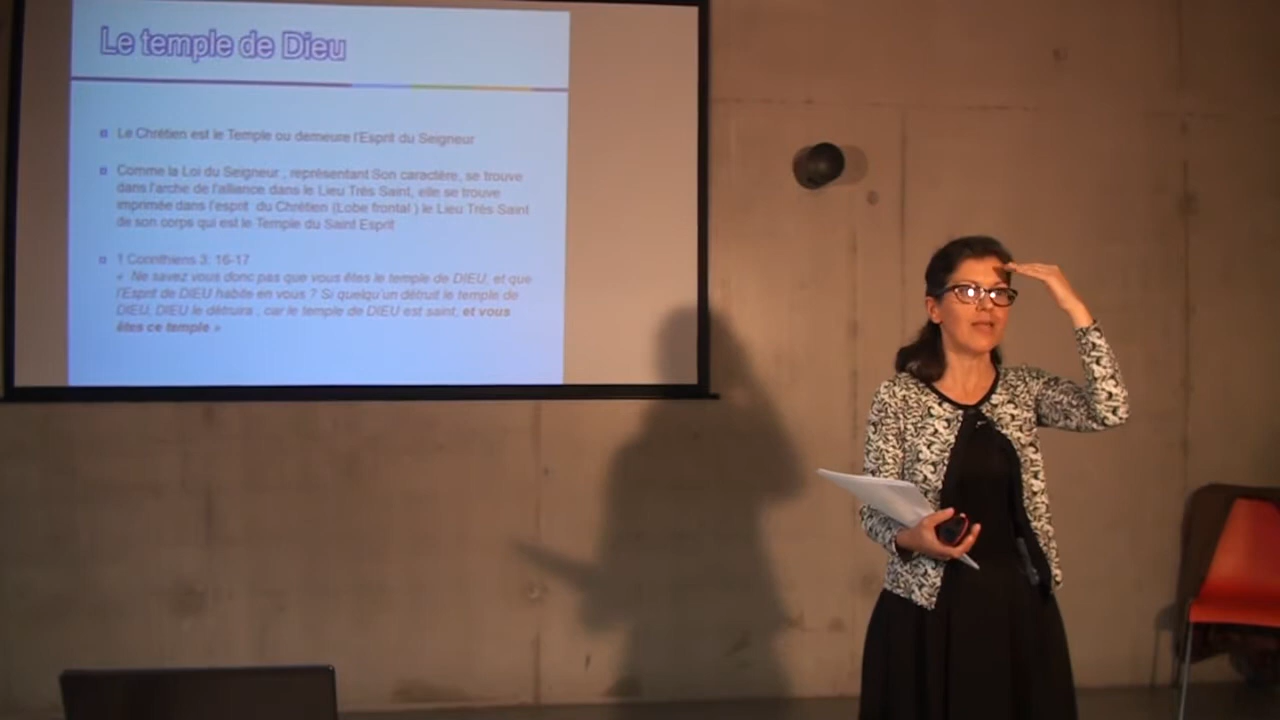 Le temple de Dieu
Le Chrétien est le Temple ou demeure l'Esprit du Seigneur
Comme la Loi du Seigneur , représentant Son caractère, se trouve
dans l'arche de l'alliance dans le Lieu Très Saint, elle se trouve
imprimée dans l'esprit du Chrétien (Lobe frontal ) le Lieu Très Saint
de son corps qui est le Temple du Saint Esprit
1 Corinthiens 3: 16-17
« Ne savez vous donc pas que vous êtes le temple de DIEU, et que
l'Esprit de DIEU habite en vous ? Si quelqu'un détruit le temple de
DIEU, DIEU le détruira , car le temple de DIEU est saint, et vous
êtes ce temple »